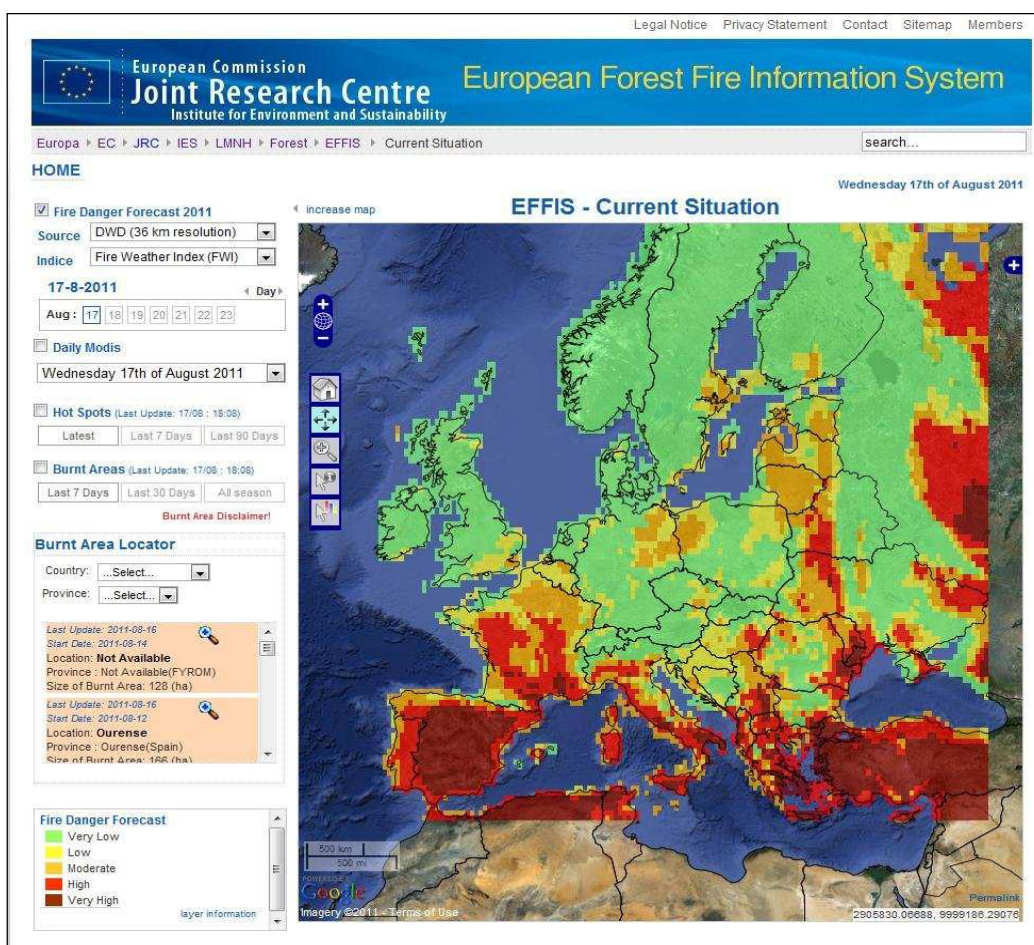 Legal Notice Privacy Statement Contact Sitemap Members
European Commission
Joint Research Centre
Institute for Environment and Sustainability
European Forest Fire Information System
Europa EC JRC IES LMNH Forest EFFIS Current Situation
search...
HOME
Wednesday 17th of August 2011
Fire Danger Forecast 2011
Source DWD (36 km resolution)
Indice Fire Weather Index (FWI)
17-8-2011 Day
Aug: 17 18 19 20 21 22 23
Daily Modis
Wednesday 17th of August 2011
Hot Spots (Last Update: 17/08 : 18:08)
Latest Last 7 Days Last 90 Days
Burnt Areas (Last Update: 17/08 : 18:08)
Last 7 Days Last 30 Days All season
Burnt Area Disclaimer!
Burnt Area Locator
Country: ...Select...
Province: ...Select...
Last Update: 2011-08-16
Start Date: 2011-08-14
Location: Not Available
Province : Not Available(FYROM)
Size of Burnt Area: 128 (ha)
Last Update: 2011-08-16
Start Date: 2011-08-12
Location: Ourense
Province : Ourense(Spain)
Size of Burnt Area: 166 (ha)
Fire Danger Forecast
Very Low
Low
Moderate
High
Very High
layer information
increase map
EFFIS - Current Situation
500 km
500 mi
POWERED BY
Google
Imagery ©2011 - Terms of Use
Permalink
2905830.06688, 9999186.29076